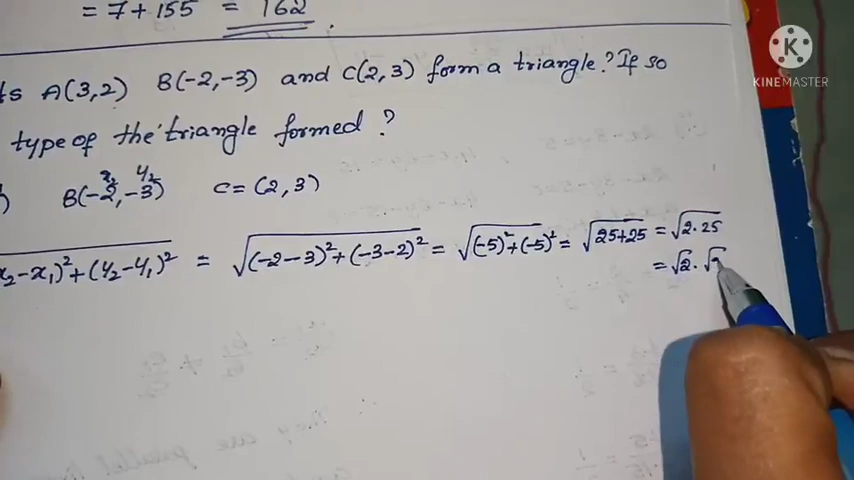 = 7 + 155 = 162 .
A(3,2) B(-2,-3) and C(2,3) form a triangle? If so
type of the triangle formed ?
B(-2,-3) C = (2,3)
x₂ y₂
x₂-x₁)²+(y₂-y₁)² = √(-2-3)²+(-3-2)² = √(-5)²+(-5)² = √25+25 = √2.25
= √2 . √
K
KINEMASTER